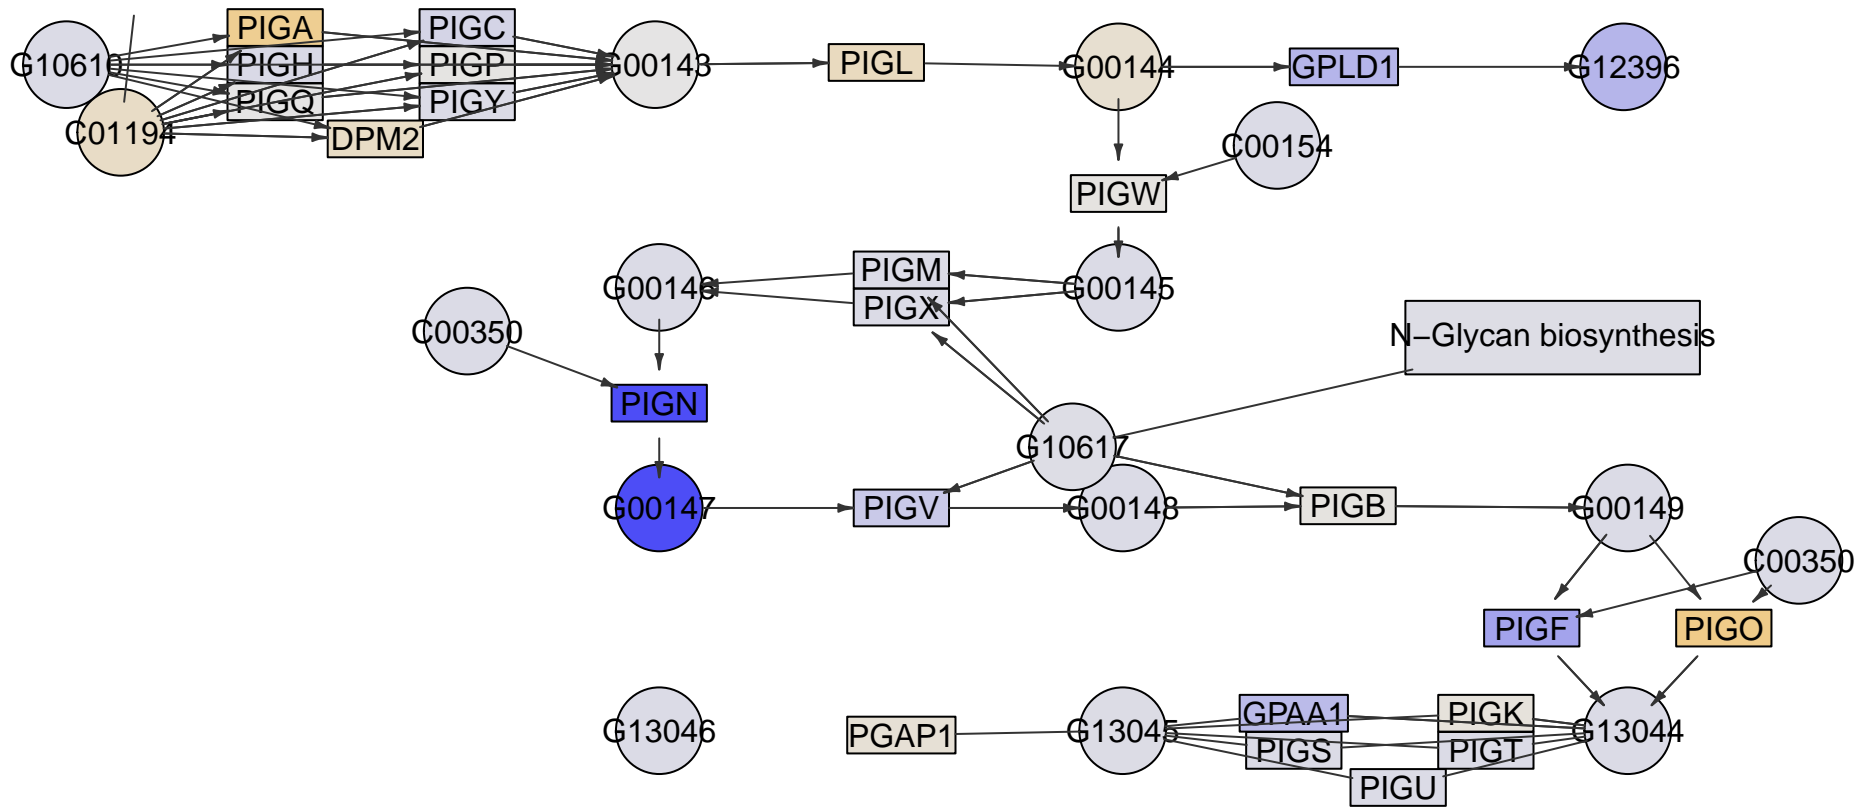 PIGA
PIGC
G10610
PIGH
PIGP
G00143
PIGL
G00144
GPLD1
G12396
PIGQ
PIGY
C01194
DPM2
C00154
PIGW
G00146
PIGM
G00145
PIGX
C00350
N−Glycan biosynthesis
PIGN
G10617
G00147
PIGV
G00148
PIGB
G00149
C00350
PIGF
PIGO
G13046
PGAP1
G13045
GPAA1
PIGK
G13044
PIGS
PIGT
PIGU